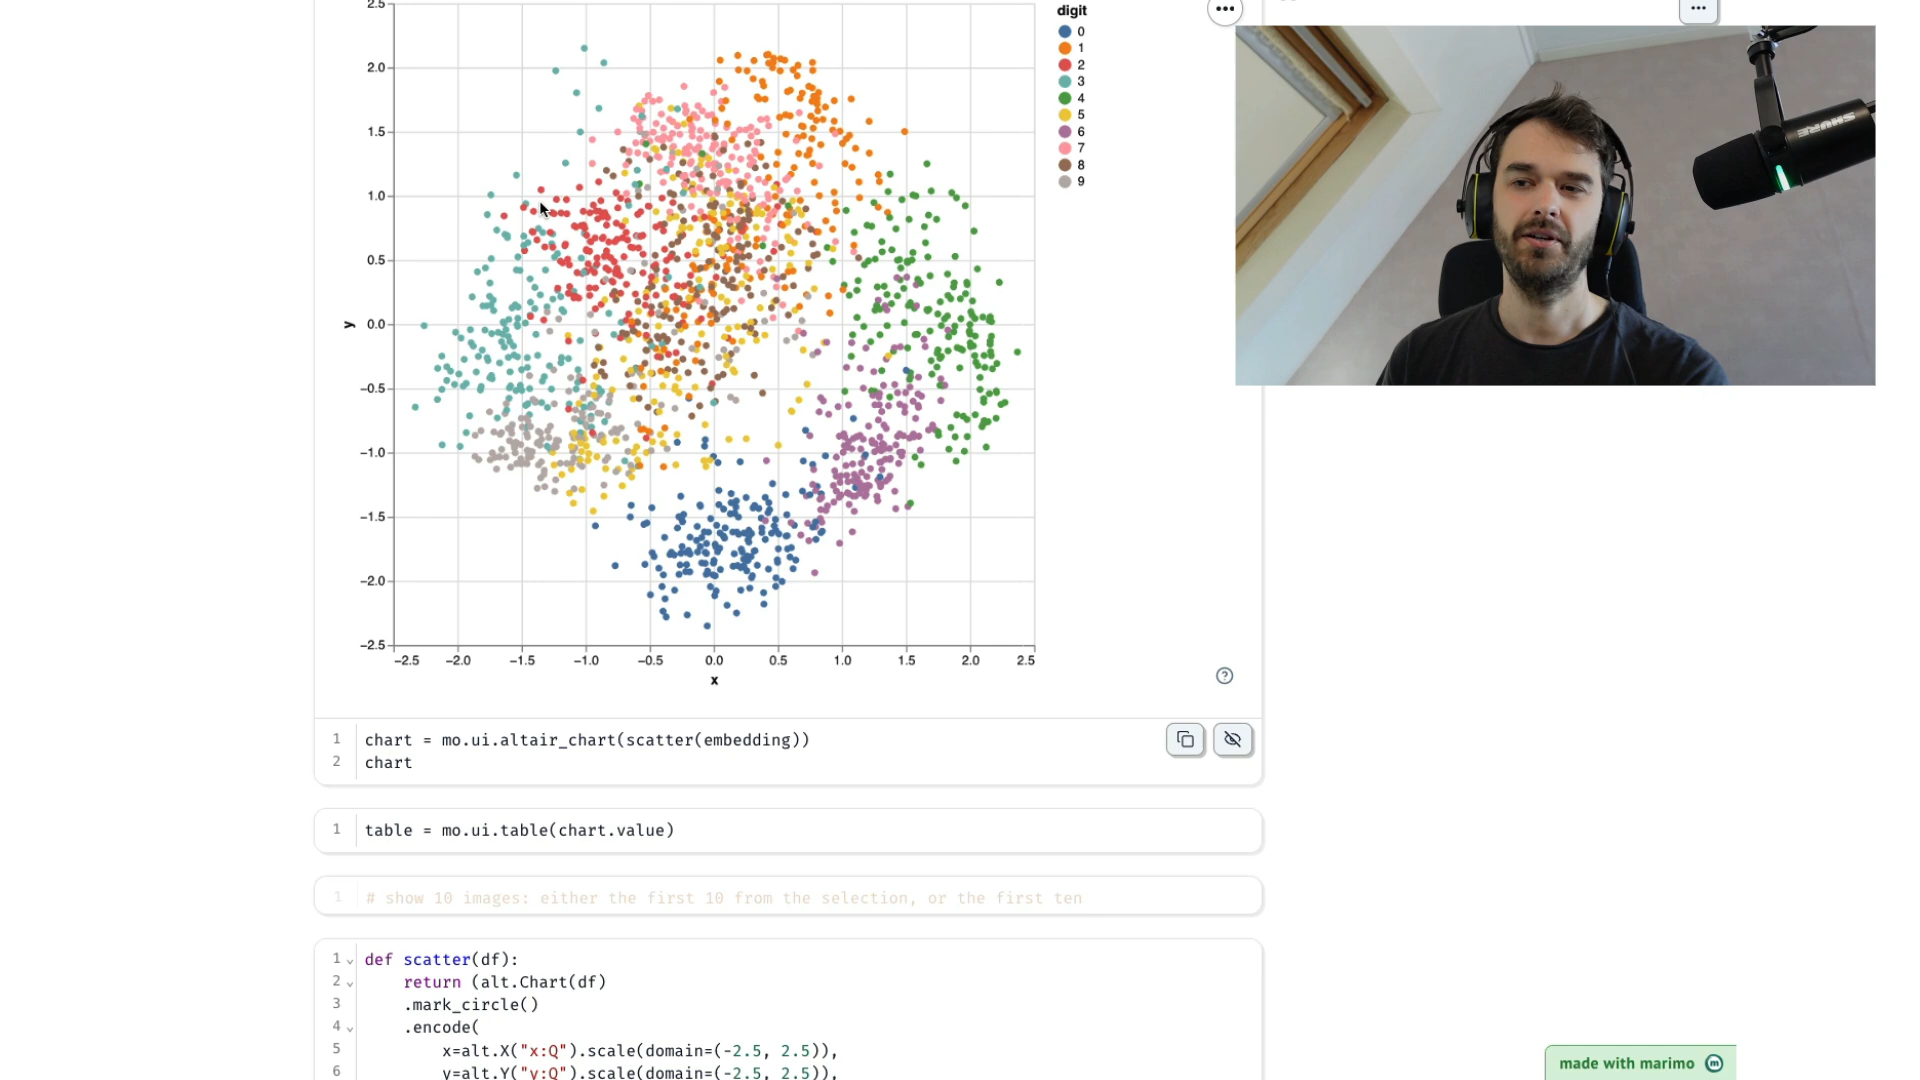 2.5
digit
0
1
2
3
4
5
6
7
8
9
2.0
1.5
1.0
0.5
0.0
−0.5
−1.0
−1.5
−2.0
−2.5
y
−2.5 −2.0 −1.5 −1.0 −0.5 0.0 0.5 1.0 1.5 2.0 2.5
x
SHURE
1 chart = mo.ui.altair_chart(scatter(embedding))
2 chart
1 table = mo.ui.table(chart.value)
1 # show 10 images: either the first 10 from the selection, or the first ten
1 def scatter(df):
2 return (alt.Chart(df)
3 .mark_circle()
4 .encode(
5 x=alt.X("x:Q").scale(domain=(-2.5, 2.5)),
6 y=alt.Y("y:Q").scale(domain=(-2.5, 2.5)),
made with marimo